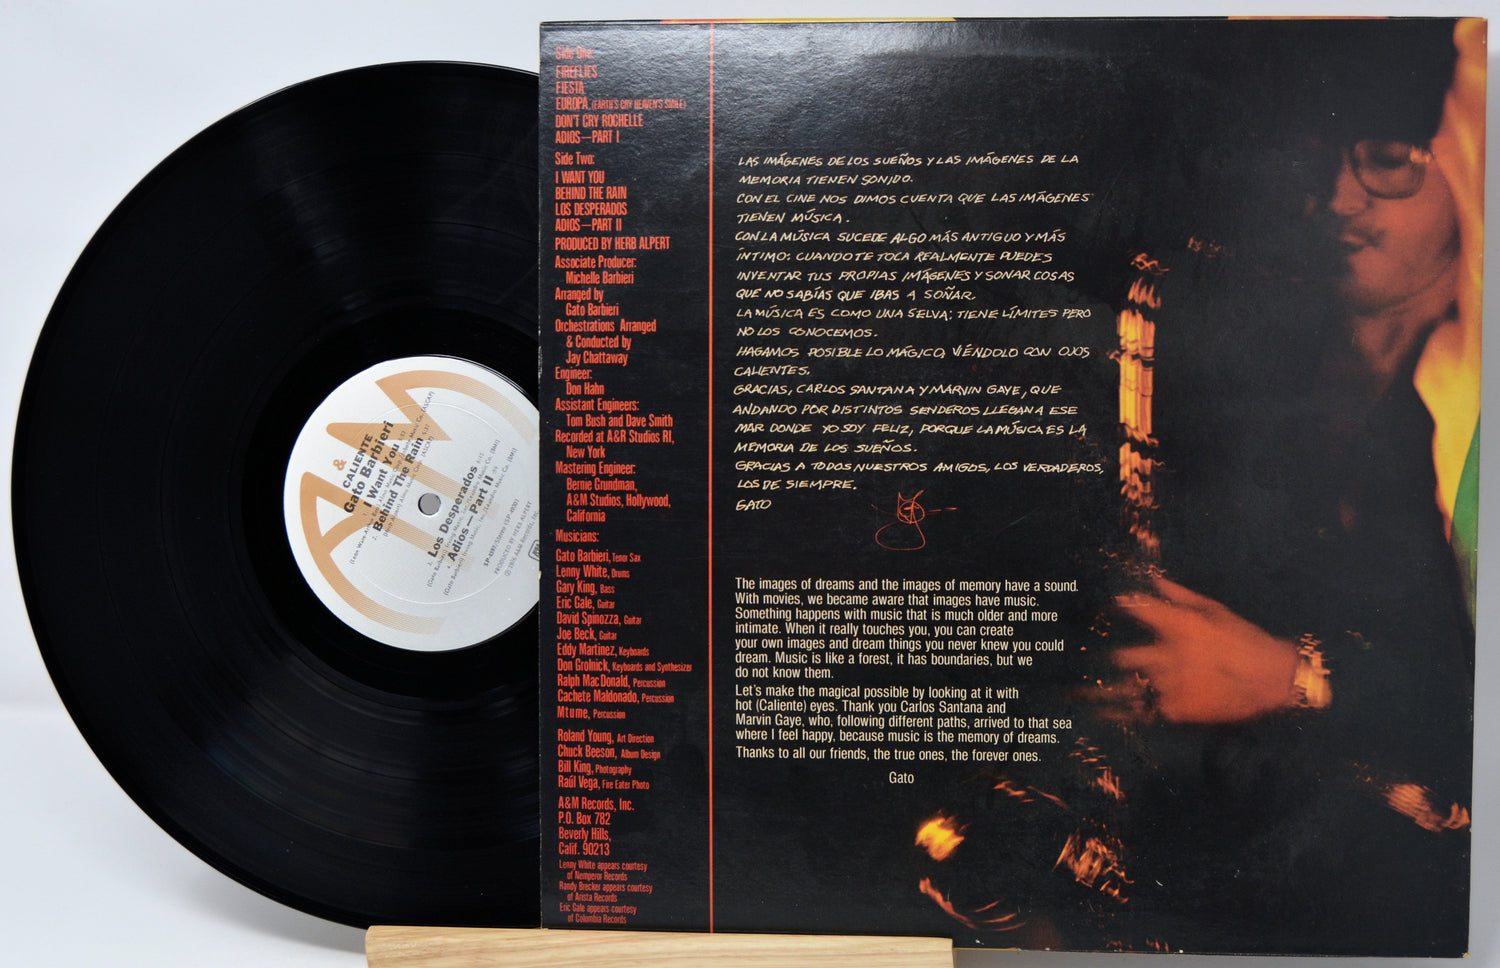 Side One:
FIREFLIES
FIESTA
EUROPA (EARTH'S CRY HEAVEN'S SMILE)
DON'T CRY ROCHELLE
ADIOS—PART I
Side Two:
I WANT YOU
BEHIND THE RAIN
LOS DESPERADOS
ADIOS—PART II
PRODUCED BY HERB ALPERT
Associate Producer:
Michelle Barbieri
Arranged by
Gato Barbieri
Orchestrations Arranged
& Conducted by
Jay Chattaway
Engineer:
Don Hahn
Assistant Engineers:
Tom Bush and Dave Smith
Recorded at A&R Studios RI,
New York
Mastering Engineer:
Bernie Grundman,
A&M Studios, Hollywood,
California
Musicians:
Gato Barbieri, Tenor Sax
Lenny White, Drums
Gary King, Bass
Eric Gale, Guitar
David Spinozza, Guitar
Joe Beck, Guitar
Eddy Martinez, Keyboards
Don Grolnick, Keyboards and Synthesizer
Ralph MacDonald, Percussion
Cachete Maldonado, Percussion
Mtume, Percussion
Roland Young, Art Direction
Chuck Beeson, Album Design
Bill King, Photography
Raúl Vega, Fire Eater Photo
A&M Records, Inc.
P.O. Box 782
Beverly Hills,
Calif. 90213
Lenny White appears courtesy
of Nemperor Records
Randy Brecker appears courtesy
of Arista Records
Eric Gale appears courtesy
of Columbia Records
LAS IMÁGENES DE LOS SUEÑOS Y LAS IMÁGENES DE LA
MEMORIA TIENEN SONIDO.
CON EL CINE NOS DIMOS CUENTA QUE LAS IMÁGENES
TIENEN MÚSICA.
CON LA MÚSICA SUCEDE ALGO MÁS ANTIGUO Y MÁS
ÍNTIMO: CUANDO TE TOCA REALMENTE PUEDES
INVENTAR TUS PROPIAS IMÁGENES Y SONAR COSAS
QUE NO SABÍAS QUE IBAS A SOÑAR.
LA MÚSICA ES COMO UNA SELVA; TIENE LÍMITES PERO
NO LOS CONOCEMOS.
HAGAMOS POSIBLE LO MÁGICO, VIÉNDOLO CON OJOS
CALIENTES.
GRACIAS, CARLOS SANTANA Y MARVIN GAYE, QUE
ANDANDO POR DISTINTOS SENDEROS LLEGAN A ESE
MAR DONDE YO SOY FELIZ, PORQUE LA MÚSICA ES LA
MEMORIA DE LOS SUEÑOS.
GRACIAS A TODOS NUESTROS AMIGOS, LOS VERDADEROS,
LOS DE SIEMPRE.
GATO
The images of dreams and the images of memory have a sound.
With movies, we became aware that images have music.
Something happens with music that is much older and more
intimate. When it really touches you, you can create
your own images and dream things you never knew you could
dream. Music is like a forest, it has boundaries, but we
do not know them.
Let's make the magical possible by looking at it with
hot (Caliente) eyes. Thank you Carlos Santana and
Marvin Gaye, who, following different paths, arrived to that sea
where I feel happy, because music is the memory of dreams.
Thanks to all our friends, the true ones, the forever ones.
Gato
A&M
CALIENTE
Gato Barbieri
1. I Want You
2. Behind The Rain
3. Los Desperados
4. Adios—Part II
PRODUCED BY HERB ALPERT